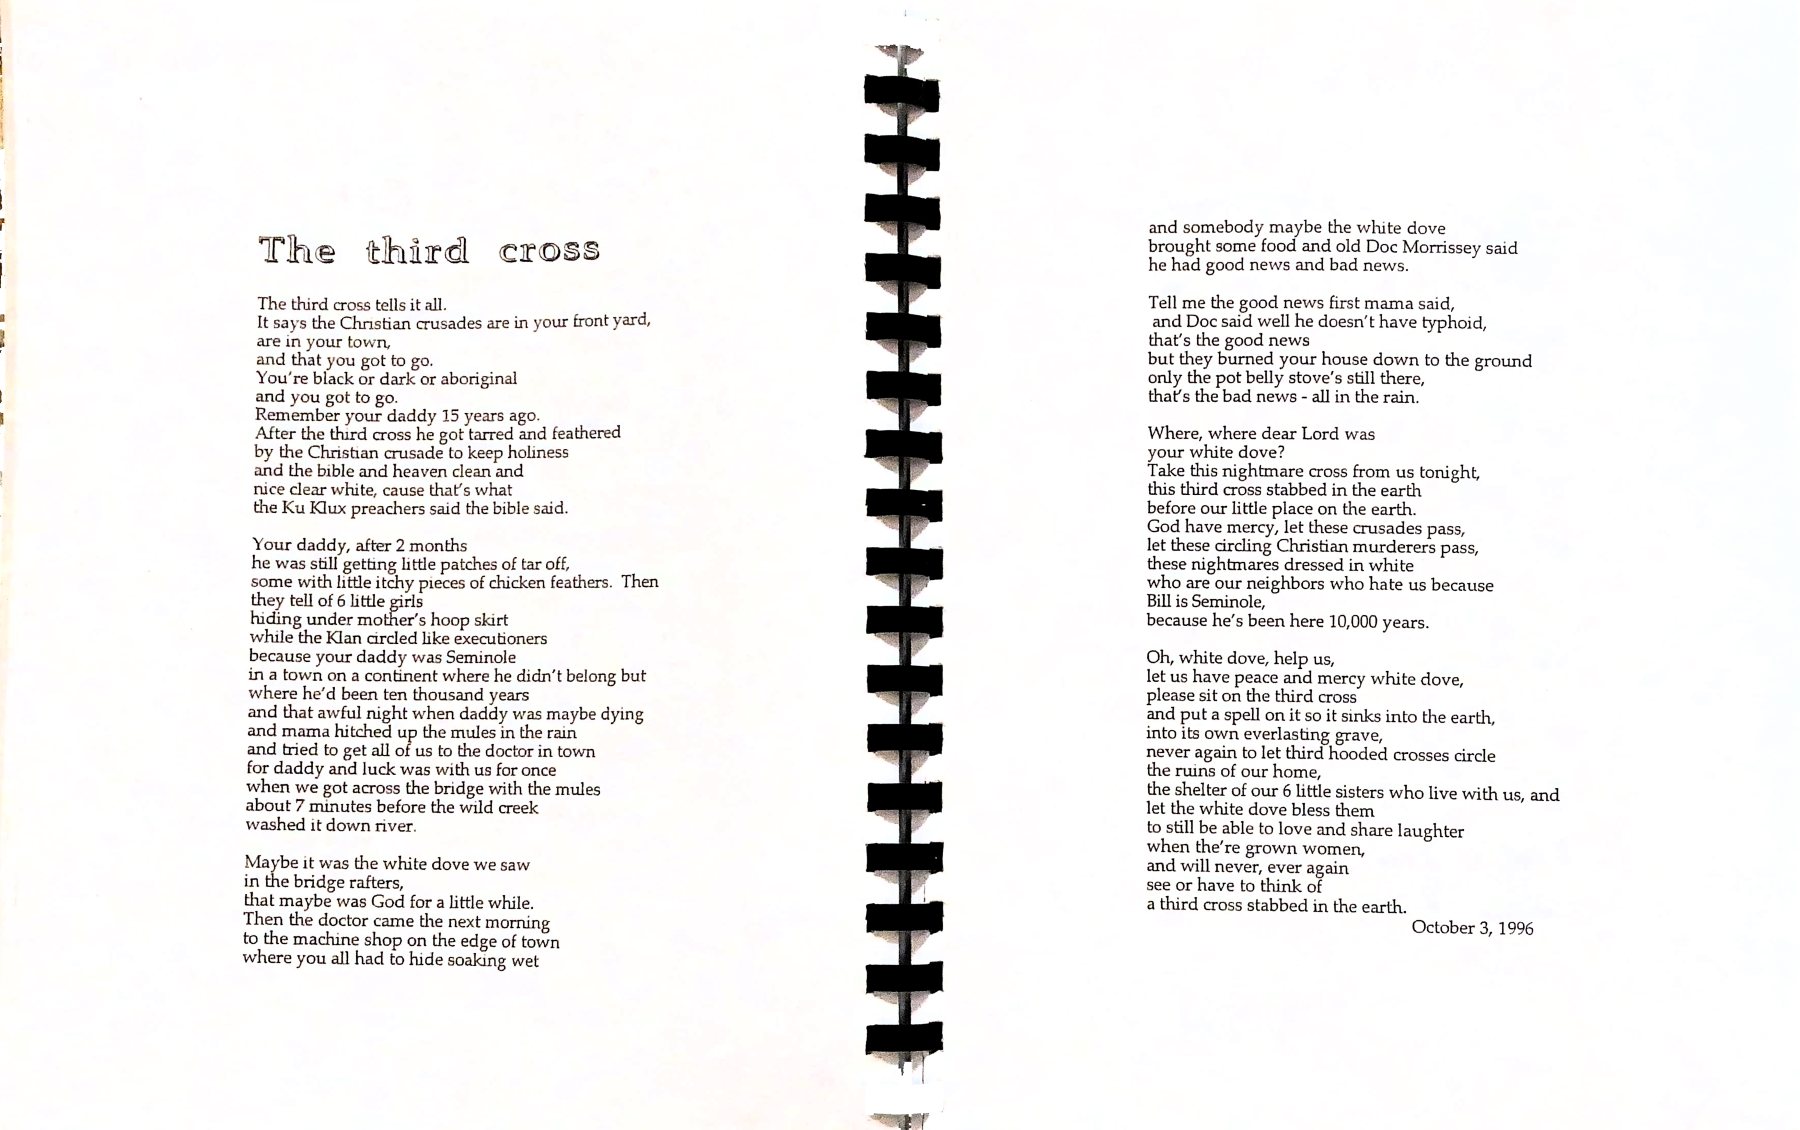 The third cross
The third cross tells it all.
It says the Christian crusades are in your front yard,
are in your town,
and that you got to go.
You're black or dark or aboriginal
and you got to go.
Remember your daddy 15 years ago.
After the third cross he got tarred and feathered
by the Christian crusade to keep holiness
and the bible and heaven clean and
nice clear white, cause that's what
the Ku Klux preachers said the bible said.
Your daddy, after 2 months
he was still getting little patches of tar off,
some with little itchy pieces of chicken feathers. Then
they tell of 6 little girls
hiding under mother's hoop skirt
while the Klan circled like executioners
because your daddy was Seminole
in a town on a continent where he didn't belong but
where he'd been ten thousand years
and that awful night when daddy was maybe dying
and mama hitched up the mules in the rain
and tried to get all of us to the doctor in town
for daddy and luck was with us for once
when we got across the bridge with the mules
about 7 minutes before the wild creek
washed it down river.
Maybe it was the white dove we saw
in the bridge rafters,
that maybe was God for a little while.
Then the doctor came the next morning
to the machine shop on the edge of town
where you all had to hide soaking wet
and somebody maybe the white dove
brought some food and old Doc Morrissey said
he had good news and bad news.
Tell me the good news first mama said,
and Doc said well he doesn't have typhoid,
that's the good news
but they burned your house down to the ground
only the pot belly stove's still there,
that's the bad news - all in the rain.
Where, where dear Lord was
your white dove?
Take this nightmare cross from us tonight,
this third cross stabbed in the earth
before our little place on the earth.
God have mercy, let these crusades pass,
let these circling Christian murderers pass,
these nightmares dressed in white
who are our neighbors who hate us because
Bill is Seminole,
because he's been here 10,000 years.
Oh, white dove, help us,
let us have peace and mercy white dove,
please sit on the third cross
and put a spell on it so it sinks into the earth,
into its own everlasting grave,
never again to let third hooded crosses circle
the ruins of our home,
the shelter of our 6 little sisters who live with us, and
let the white dove bless them
to still be able to love and share laughter
when the're grown women,
and will never, ever again
see or have to think of
a third cross stabbed in the earth.
October 3, 1996